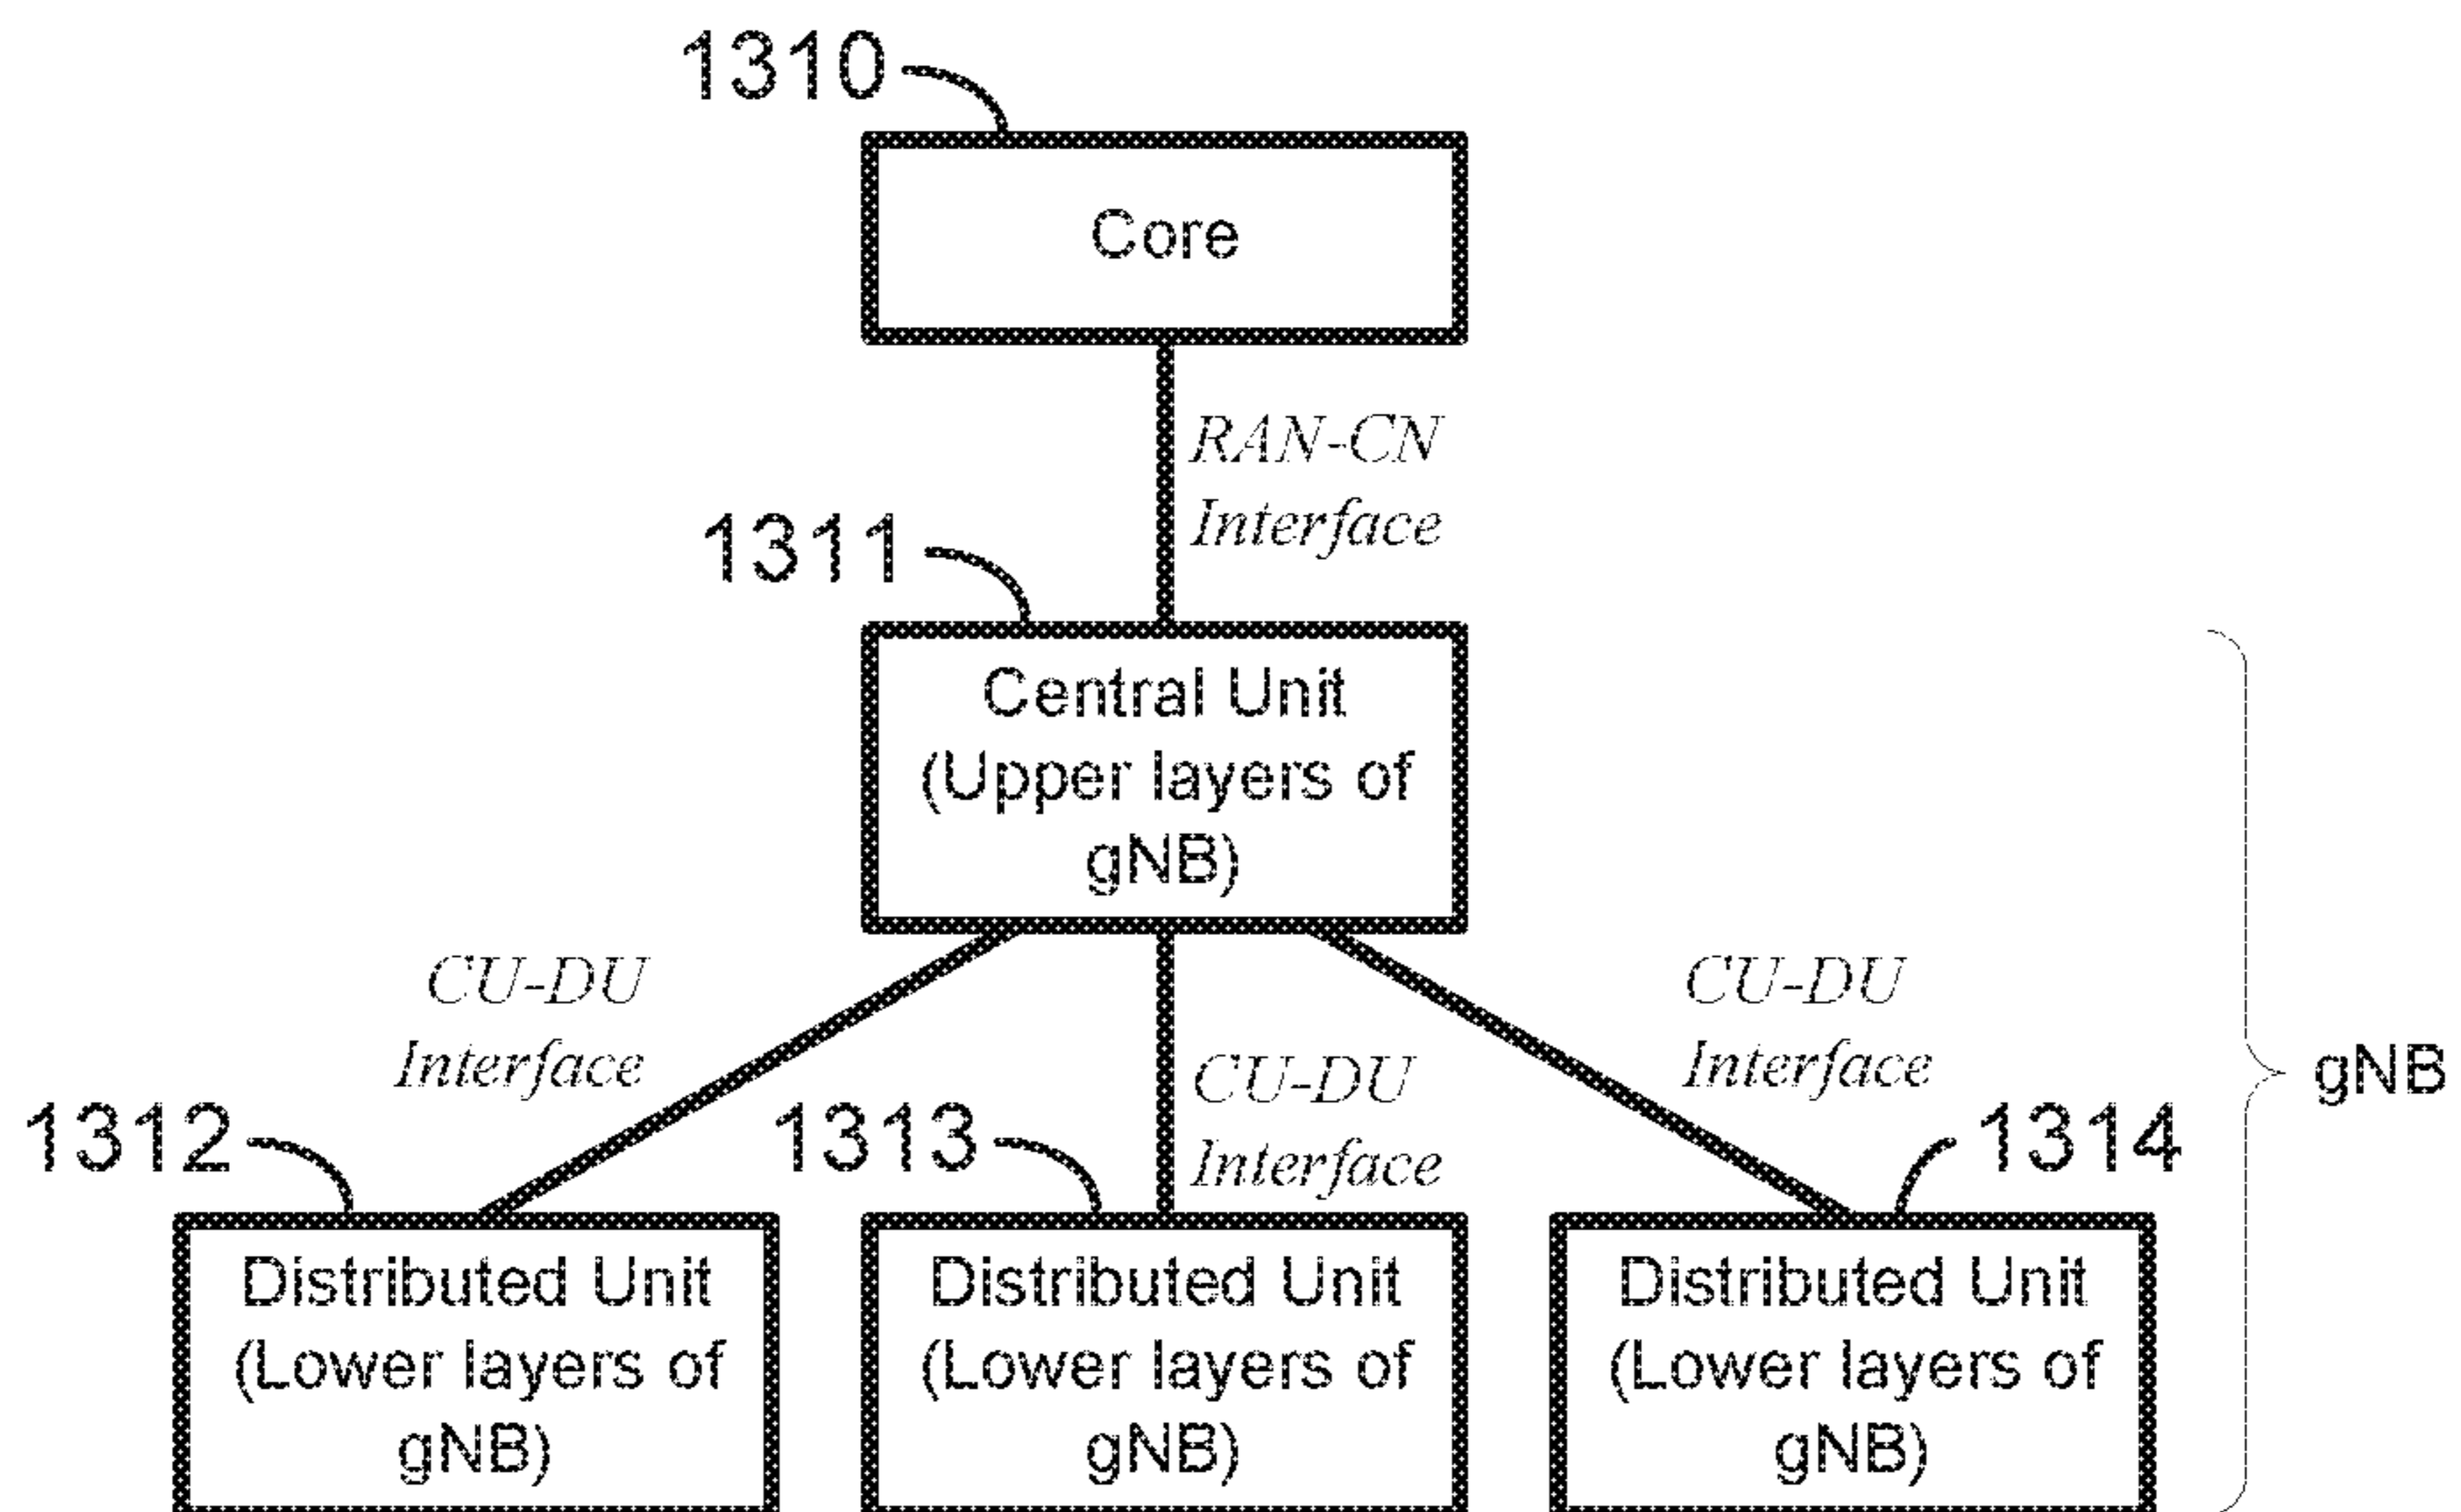 1310
Core
RAN-CN
Interface
1311
Central Unit
(Upper layers of
gNB)
CU-DU
Interface
CU-DU
Interface
CU-DU
Interface
gNB
1312
1313
1314
Distributed Unit
(Lower layers of
gNB)
Distributed Unit
(Lower layers of
gNB)
Distributed Unit
(Lower layers of
gNB)